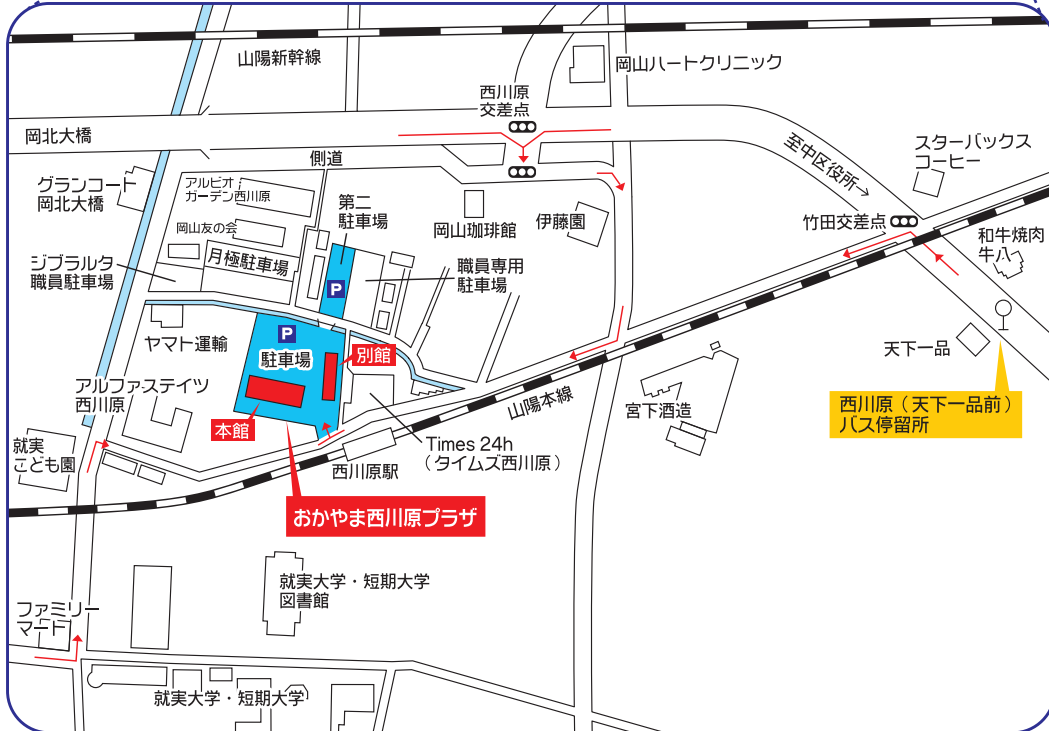 山陽新幹線
岡山ハートクリニック
西川原
交差点
岡北大橋
側道
至中区役所→
スターバックス
コーヒー
グランコート
岡北大橋
アルビオ
ガーデン西川原
第二
駐車場
岡山友の会
岡山珈琲館
伊藤園
竹田交差点
和牛焼肉
牛八
ジブラルタ
職員駐車場
月極駐車場
職員専用
駐車場
P
P
ヤマト運輸
駐車場
別館
天下一品
アルファステイツ
西川原
本館
山陽本線
宮下酒造
西川原（天下一品前）
バス停留所
就実
こども園
Times 24h
（タイムズ西川原）
西川原駅
おかやま西川原プラザ
就実大学・短期大学
図書館
ファミリー
マート
就実大学・短期大学